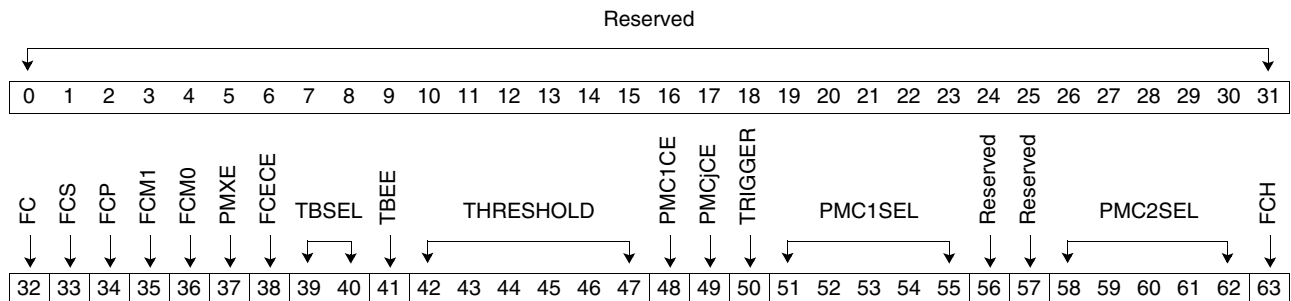 Reserved
0 1 2 3 4 5 6 7 8 9 10 11 12 13 14 15 16 17 18 19 20 21 22 23 24 25 26 27 28 29 30 31
FC FCS FCP FCM1 FCM0 PMXE FCECE TBSEL TBEE THRESHOLD PMC1CE PMCjCE TRIGGER PMC1SEL Reserved Reserved PMC2SEL FCH
32 33 34 35 36 37 38 39 40 41 42 43 44 45 46 47 48 49 50 51 52 53 54 55 56 57 58 59 60 61 62 63